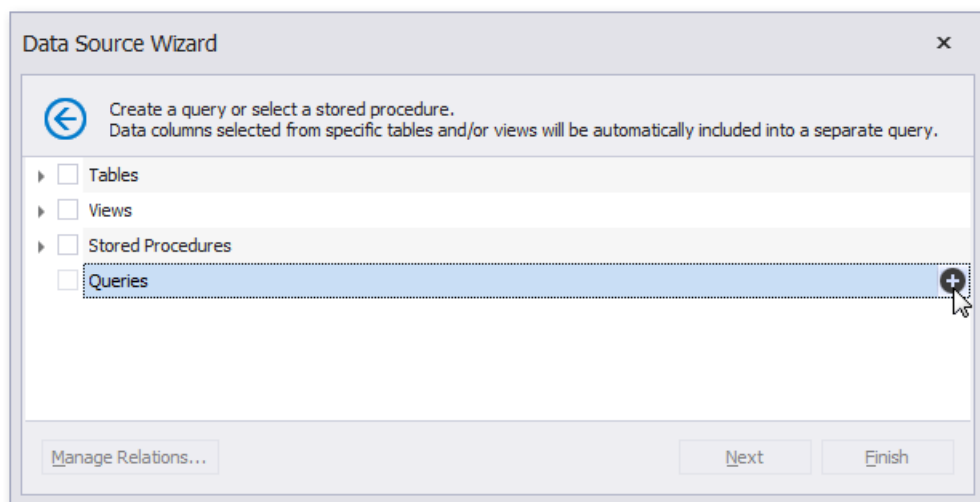 Data Source Wizard
Create a query or select a stored procedure.
Data columns selected from specific tables and/or views will be automatically included into a separate query.
Tables
Views
Stored Procedures
Queries
Manage Relations...
Next
Finish